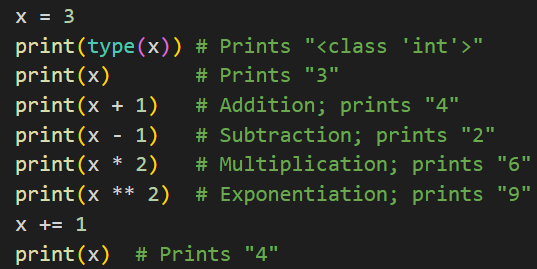 x = 3
print(type(x)) # Prints "<class 'int'>"
print(x)       # Prints "3"
print(x + 1)   # Addition; prints "4"
print(x - 1)   # Subtraction; prints "2"
print(x * 2)   # Multiplication; prints "6"
print(x ** 2)  # Exponentiation; prints "9"
x += 1
print(x)  # Prints "4"